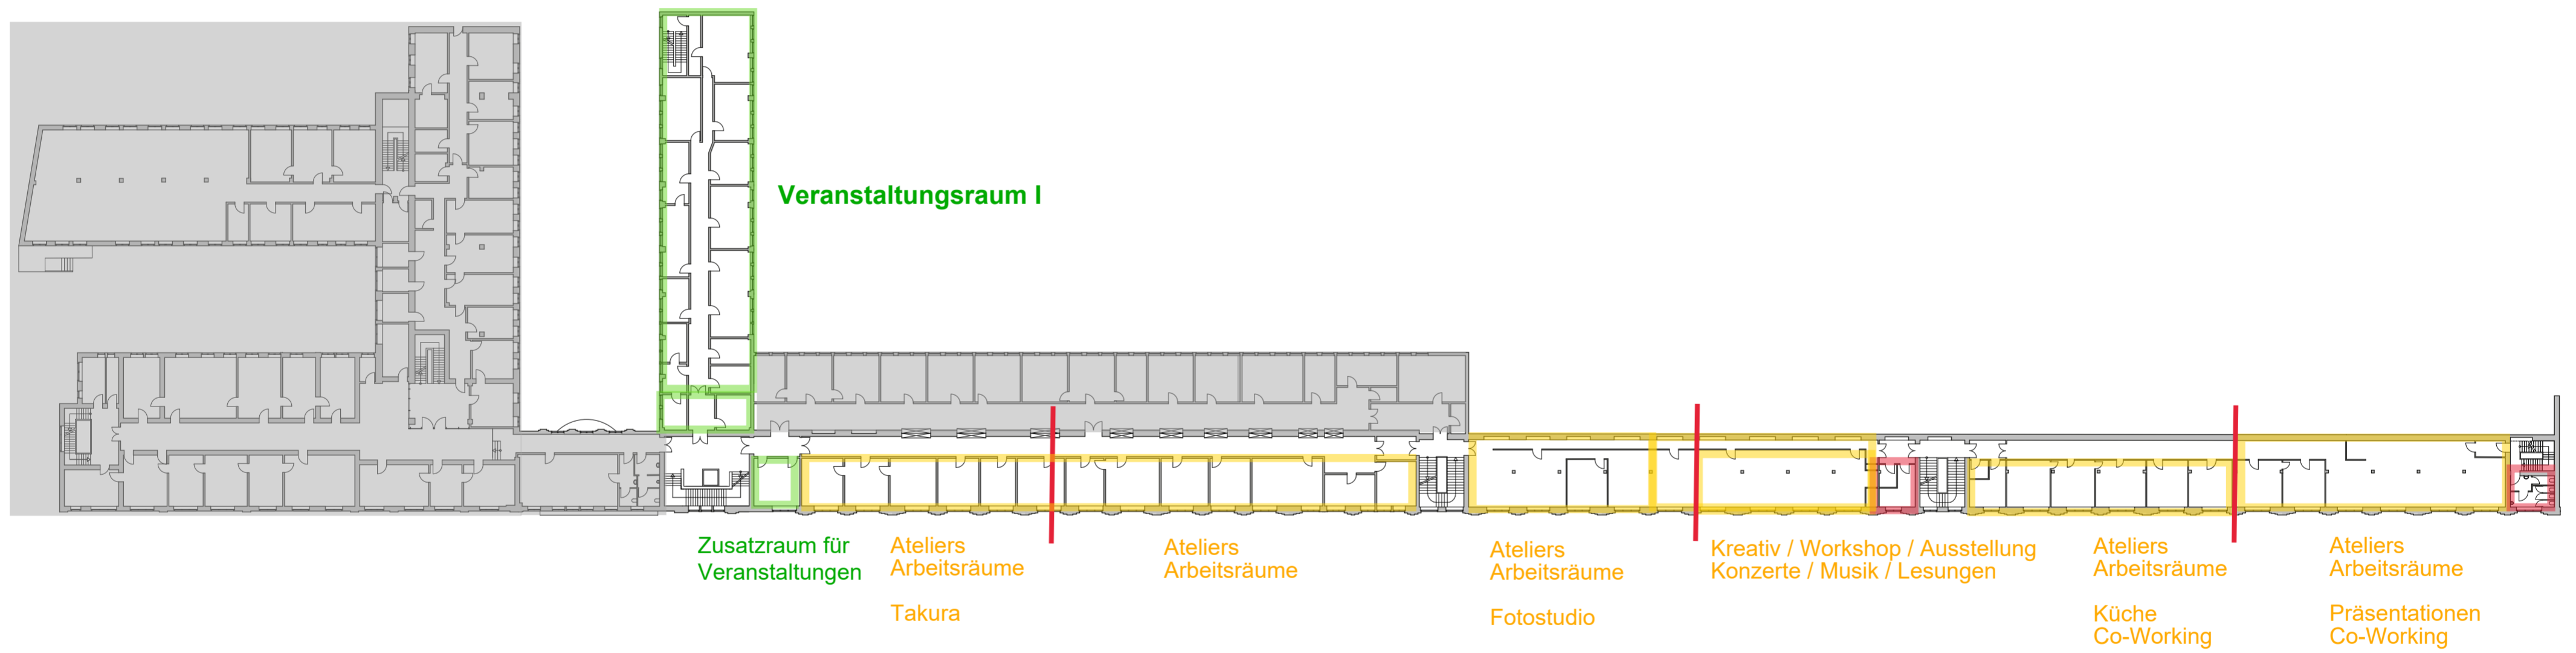 Veranstaltungsraum I
Zusatzraum für
Veranstaltungen
Ateliers
Arbeitsräume
Takura
Ateliers
Arbeitsräume
Ateliers
Arbeitsräume
Fotostudio
Kreativ / Workshop / Ausstellung
Konzerte / Musik / Lesungen
Ateliers
Arbeitsräume
Küche
Co-Working
Ateliers
Arbeitsräume
Präsentationen
Co-Working